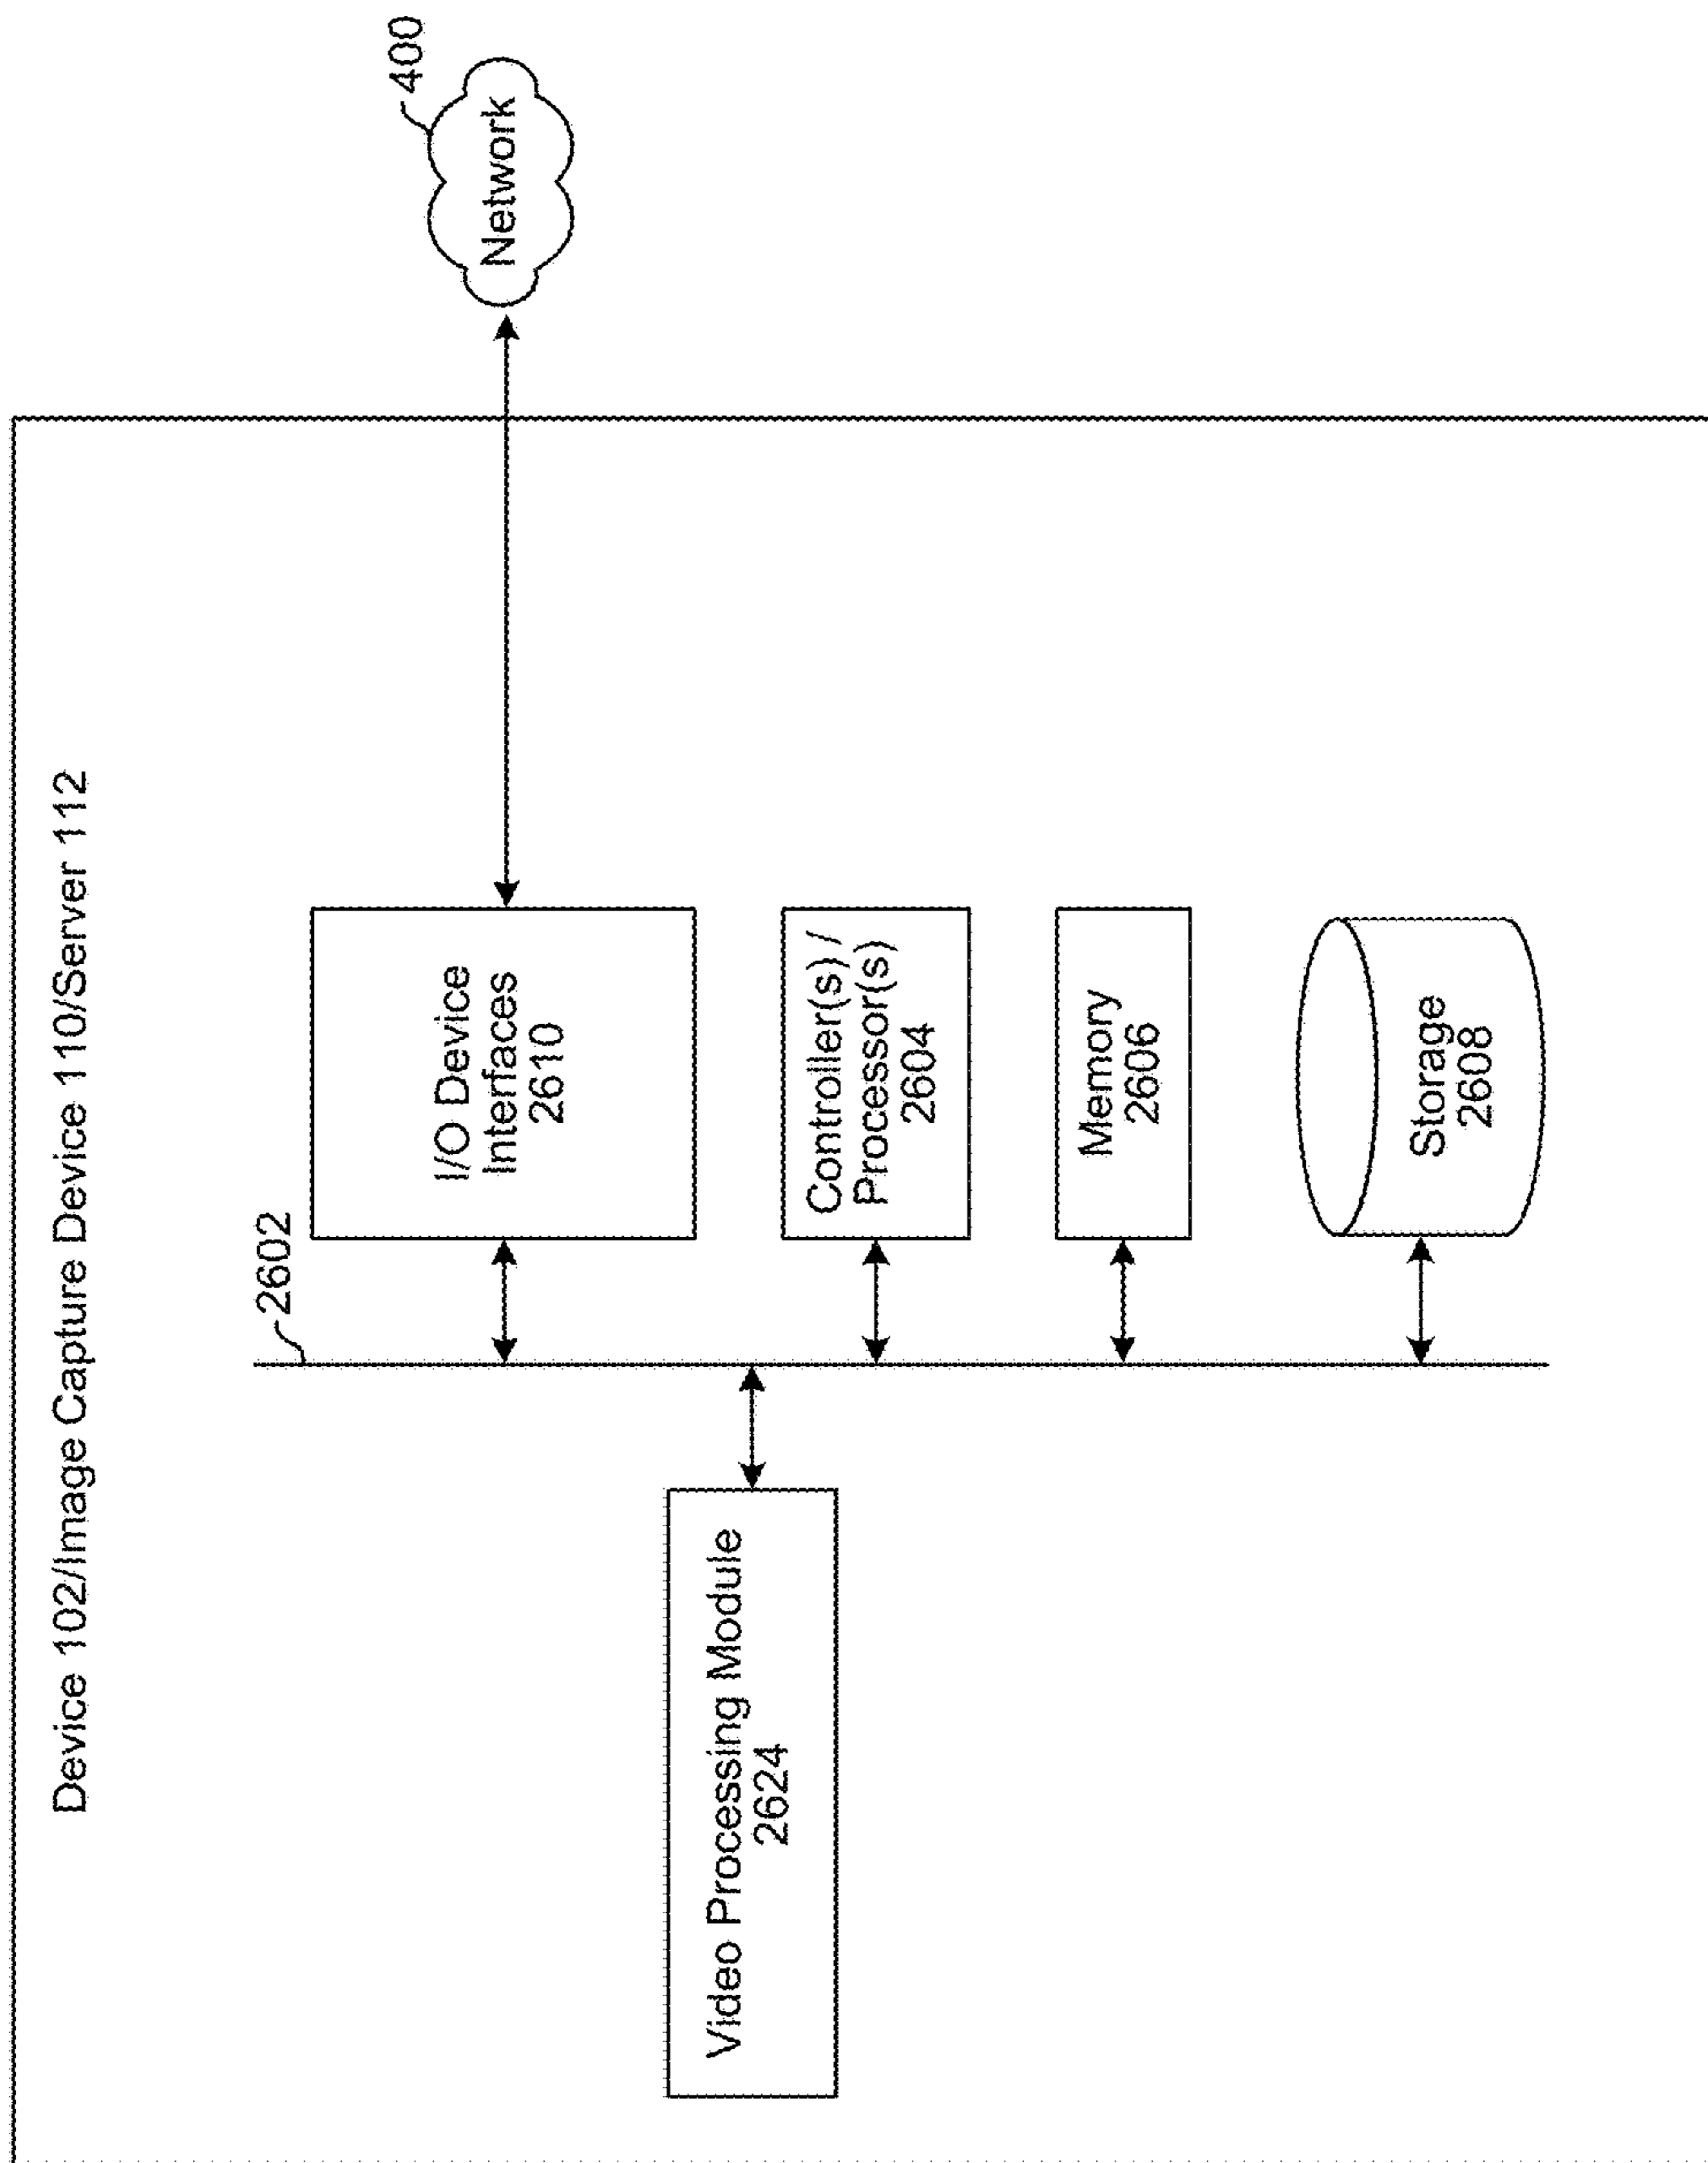 Device 102/Image Capture Device 110/Server 112
2602
400
I/O Device
Interfaces
2610
Network
Video Processing Module
2624
Controller(s) /
Processor(s)
2604
Memory
2606
Storage
2608